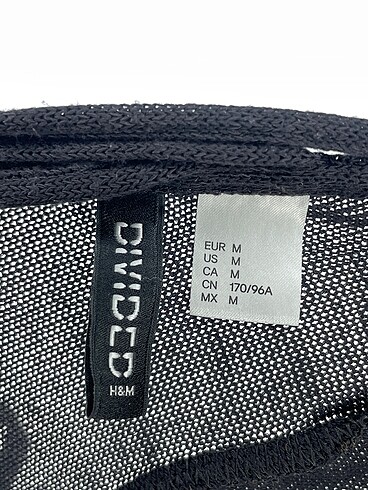 DIVIDED
H&M
EUR M
US M
CA M
CN 170/96A
MX M